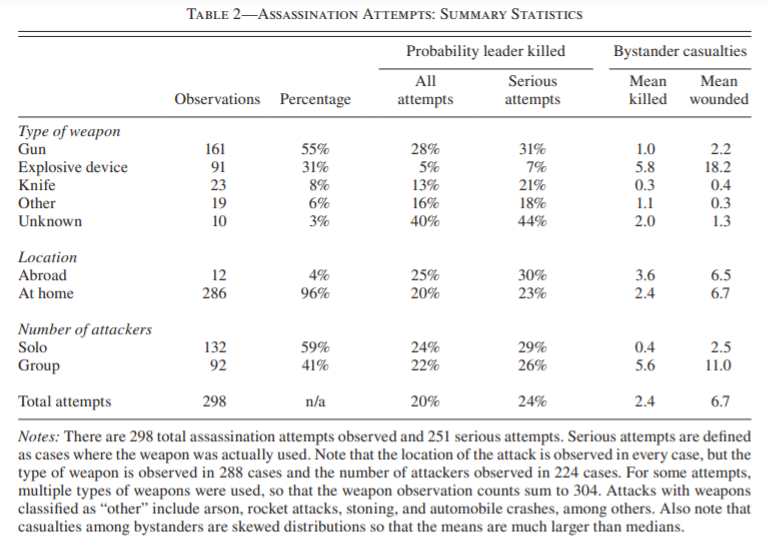 TABLE 2—ASSASSINATION ATTEMPTS: SUMMARY STATISTICS
Probability leader killed Bystander casualties
All Serious Mean Mean
Observations Percentage attempts attempts killed wounded
Type of weapon
Gun 161 55% 28% 31% 1.0 2.2
Explosive device 91 31% 5% 7% 5.8 18.2
Knife 23 8% 13% 21% 0.3 0.4
Other 19 6% 16% 18% 1.1 0.3
Unknown 10 3% 40% 44% 2.0 1.3
Location
Abroad 12 4% 25% 30% 3.6 6.5
At home 286 96% 20% 23% 2.4 6.7
Number of attackers
Solo 132 59% 24% 29% 0.4 2.5
Group 92 41% 22% 26% 5.6 11.0
Total attempts 298 n/a 20% 24% 2.4 6.7
Notes: There are 298 total assassination attempts observed and 251 serious attempts. Serious attempts are defined
as cases where the weapon was actually used. Note that the location of the attack is observed in every case, but the
type of weapon is observed in 288 cases and the number of attackers observed in 224 cases. For some attempts,
multiple types of weapons were used, so that the weapon observation counts sum to 304. Attacks with weapons
classified as “other” include arson, rocket attacks, stoning, and automobile crashes, among others. Also note that
casualties among bystanders are skewed distributions so that the means are much larger than medians.